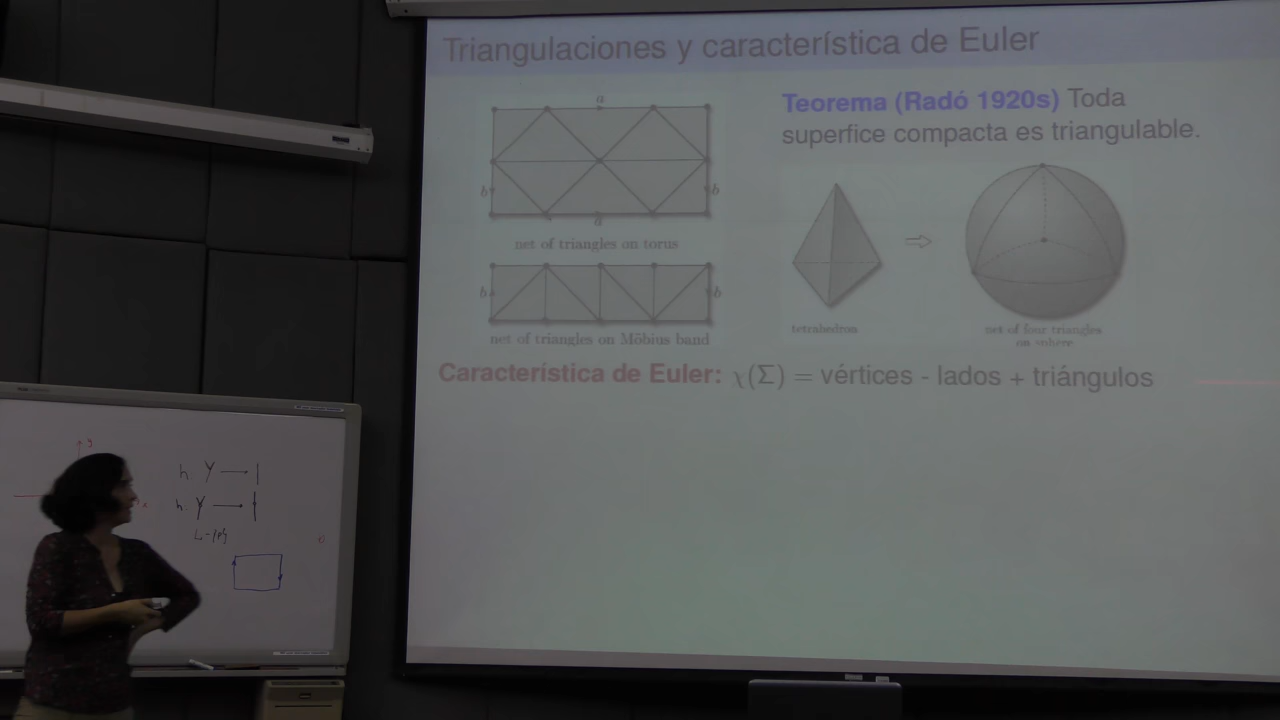 Triangulaciones y característica de Euler
a
b
b
a
net of triangles on torus
b
b
net of triangles on Möbius band
Teorema (Radó 1920s) Toda
superfice compacta es triangulable.
tetrahedron
net of four triangles
on sphere
Característica de Euler: χ(Σ) = vértices - lados + triángulos
y
x
h: Y → |
h: Y →